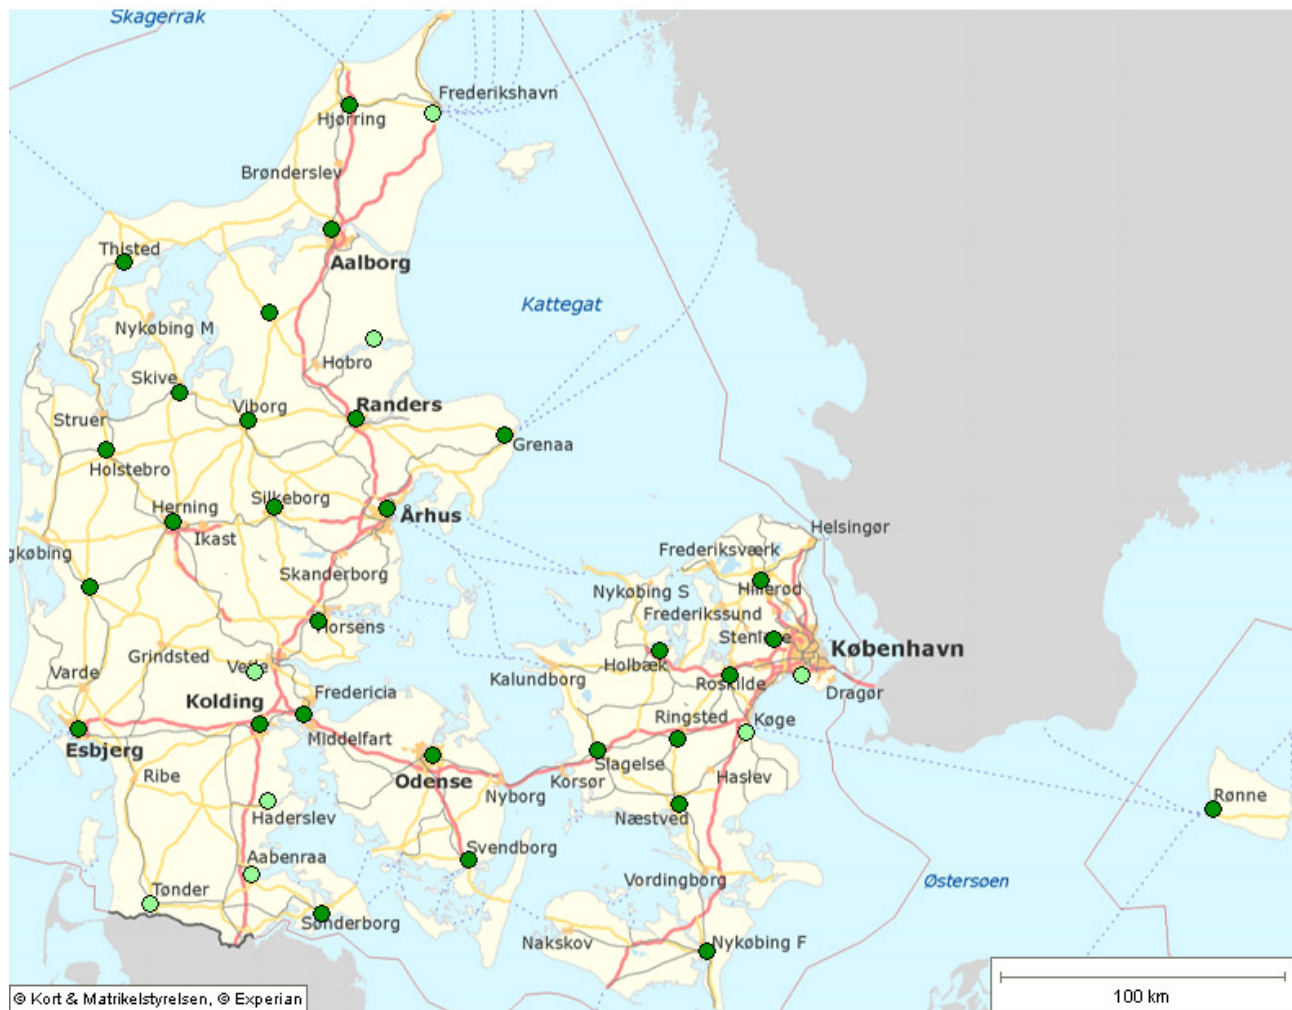 Skagerrak
Frederikshavn
Hjørring
Brønderslev
Thisted
Aalborg
Kattegat
Nykøbing M
Hobro
Skive
Viborg
Randers
Struer
Grenaa
Holstebro
Silkeborg
Herning
Århus
Ikast
Helsingør
gkøbing
Frederiksværk
Skanderborg
Hillerød
Nykøbing S
Frederikssund
Horsens
Grindsted
København
Vejle
Holbæk
Varde
Kalundborg
Roskilde
Dragør
Fredericia
Kolding
Ringsted
Køge
Middelfart
Esbjerg
Slagelse
Ribe
Odense
Korsør
Haslev
Nyborg
Rønne
Haderslev
Næstved
Svendborg
Aabenraa
Vordingborg
Østersøen
Tønder
Sønderborg
Nakskov
Nykøbing F
© Kort & Matrikelstyrelsen, © Experian
100 km